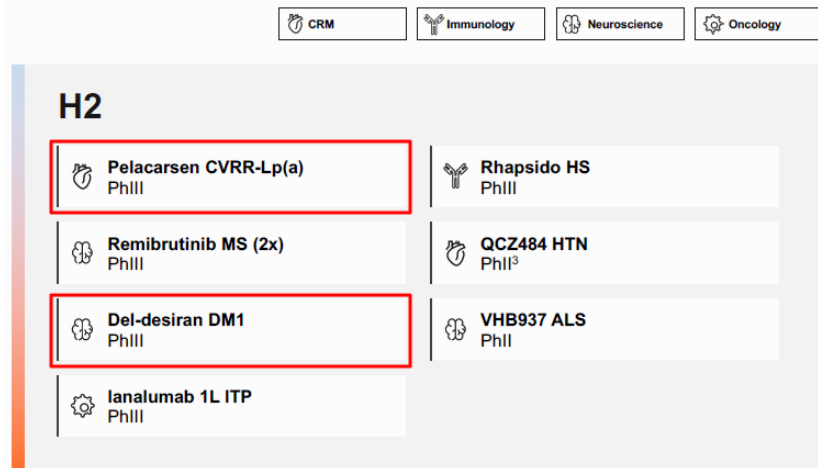 CRM
Immunology
Neuroscience
Oncology
H2
Pelacarsen CVRR-Lp(a)
PhIII
Remibrutinib MS (2x)
PhIII
Del-desiran DM1
PhIII
Ianalumab 1L ITP
PhIII
Rhapsido HS
PhIII
QCZ484 HTN
PhII³
VHB937 ALS
PhII